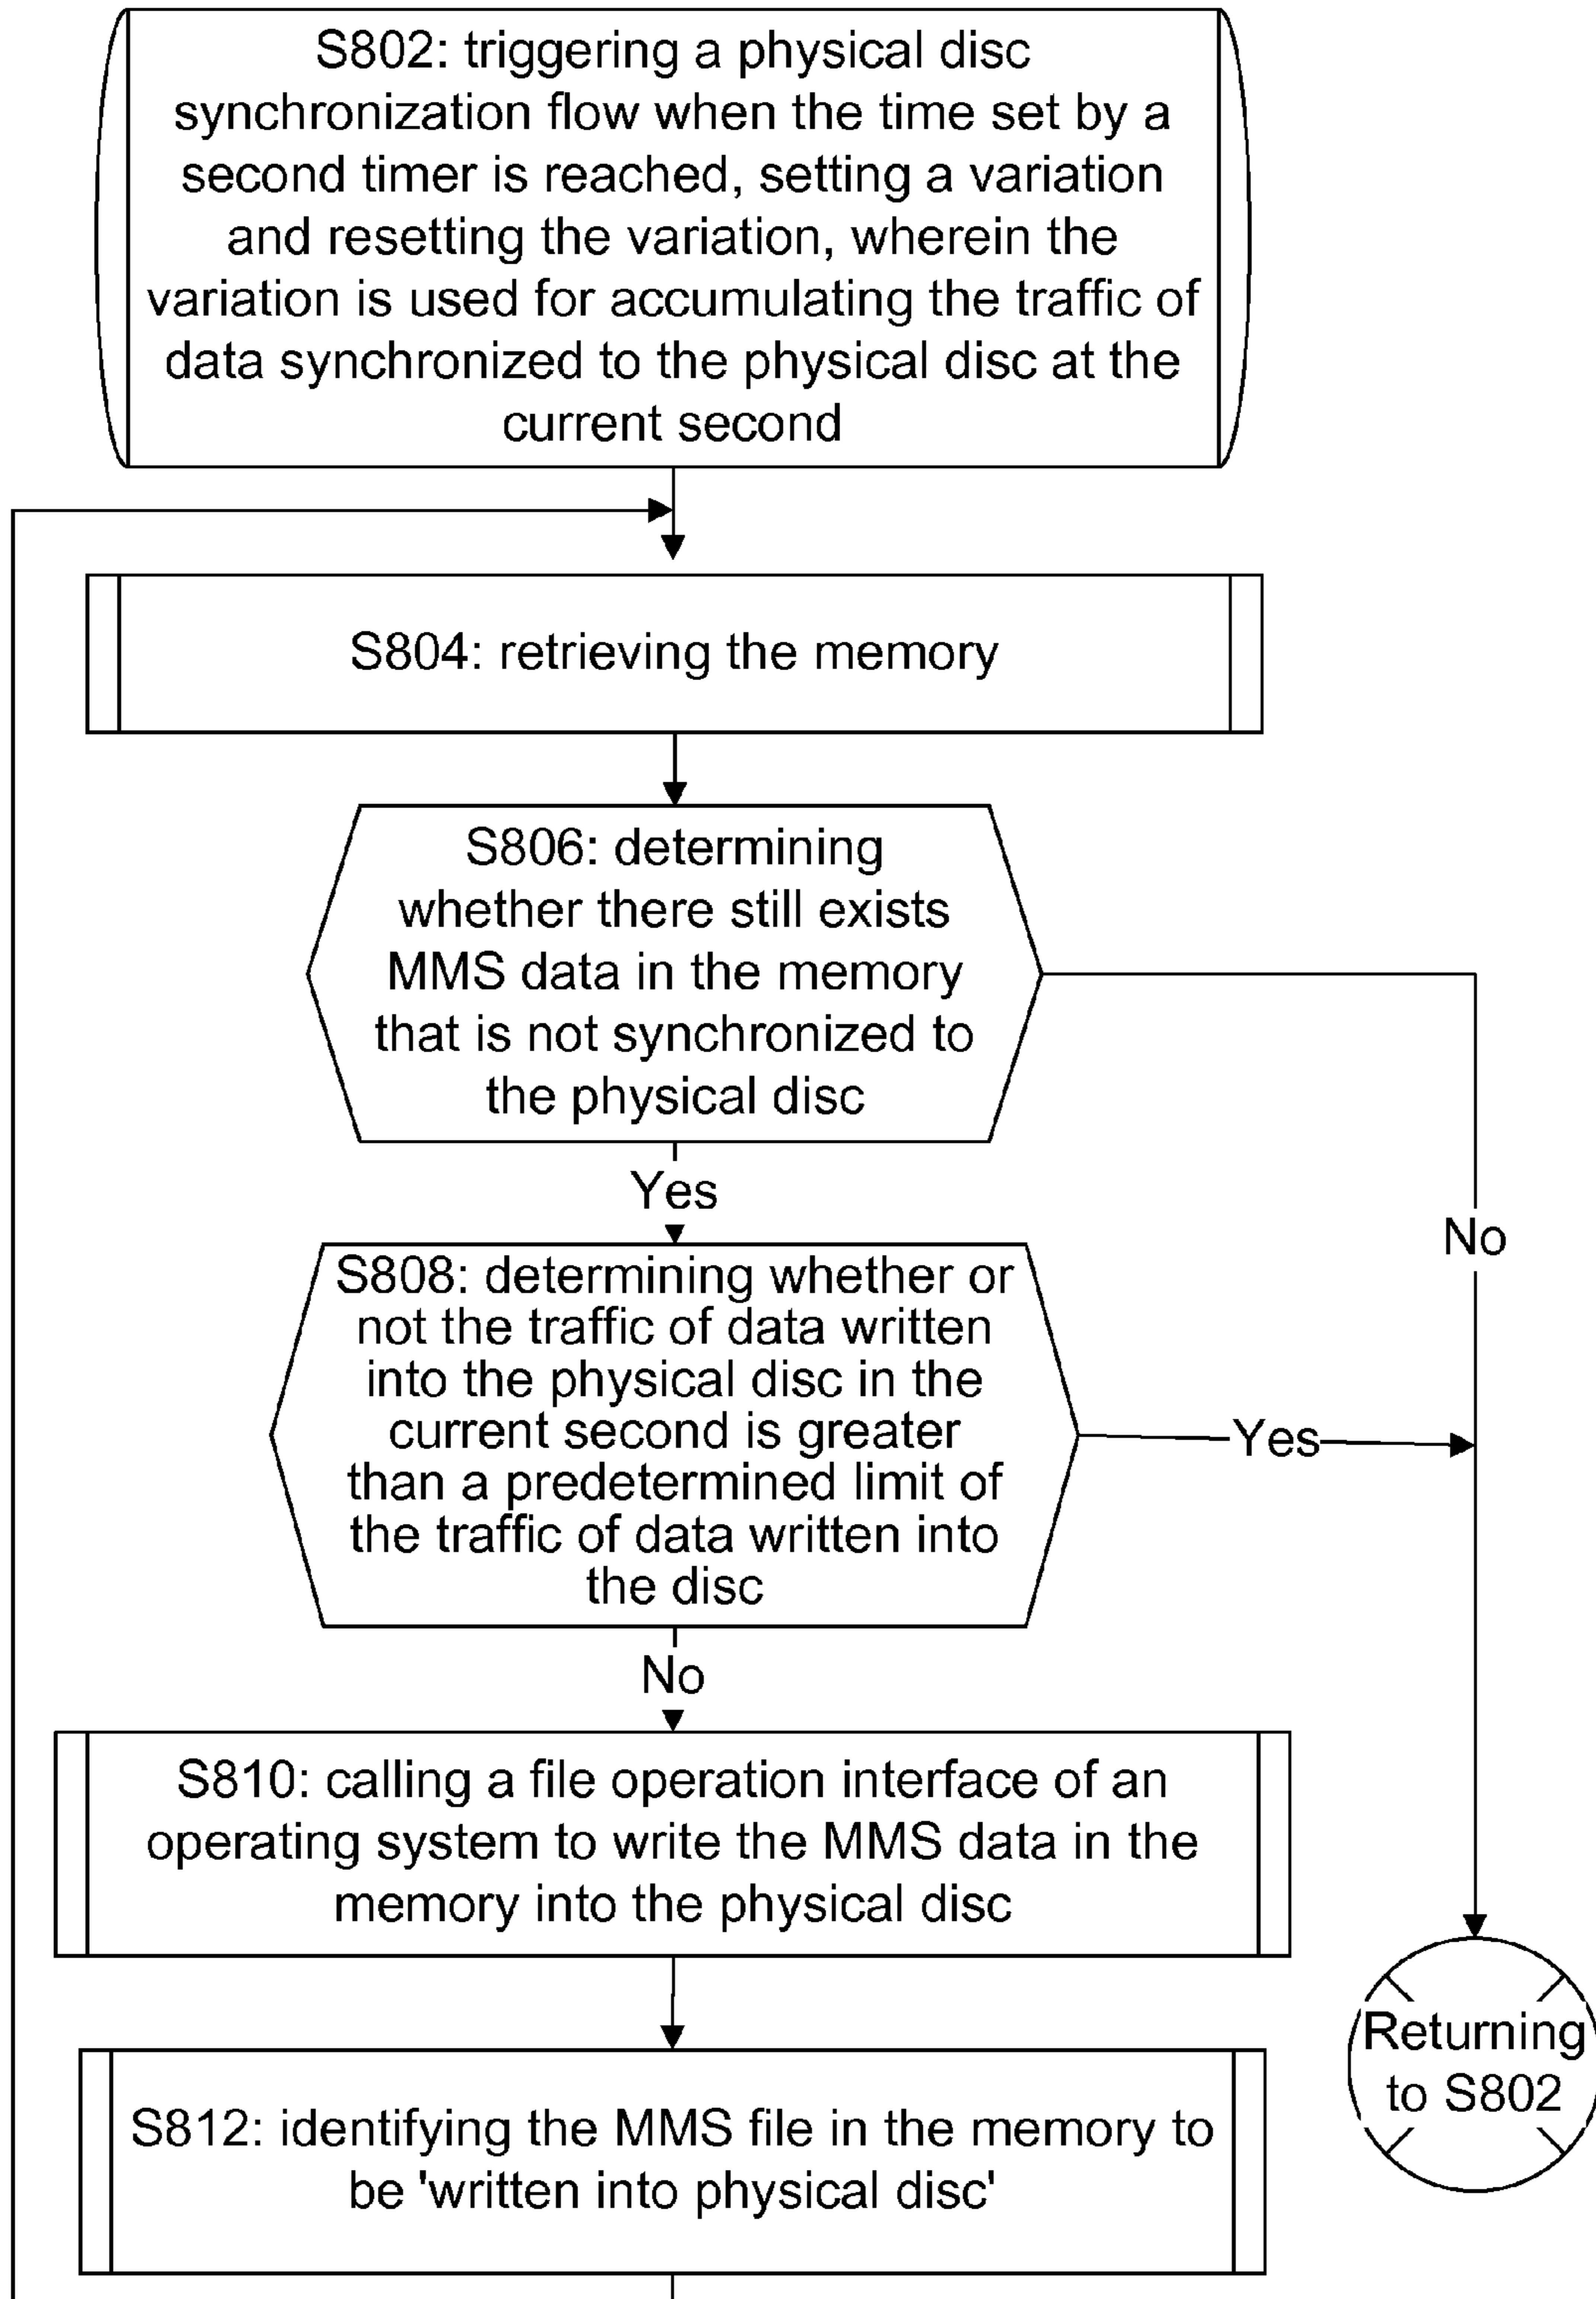 S802: triggering a physical disc
synchronization flow when the time set by a
second timer is reached, setting a variation
and resetting the variation, wherein the
variation is used for accumulating the traffic of
data synchronized to the physical disc at the
current second
S804: retrieving the memory
S806: determining
whether there still exists
MMS data in the memory
that is not synchronized to
the physical disc
Yes
No
S808: determining whether or
not the traffic of data written
into the physical disc in the
current second is greater
than a predetermined limit of
the traffic of data written into
the disc
Yes
No
S810: calling a file operation interface of an
operating system to write the MMS data in the
memory into the physical disc
Returning
to S802
S812: identifying the MMS file in the memory to
be 'written into physical disc'